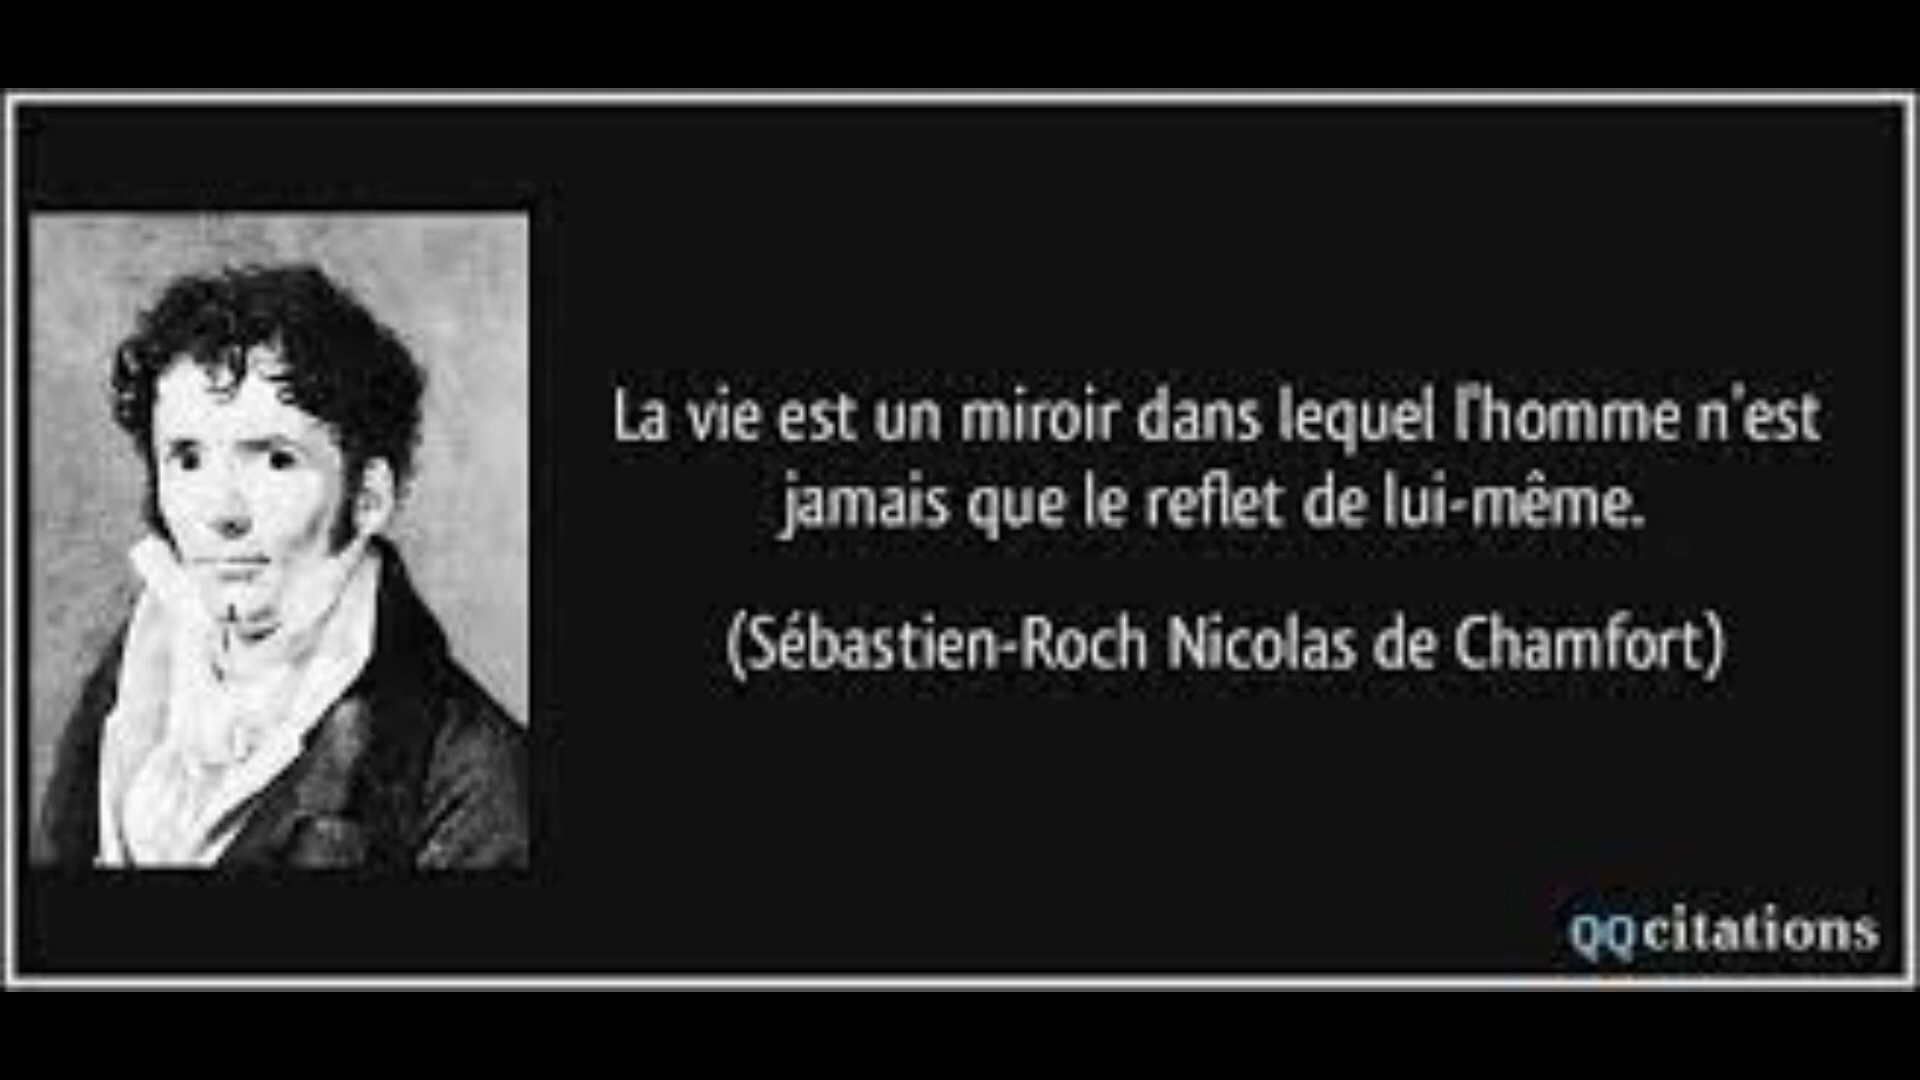 La vie est un miroir dans lequel l'homme n'est
jamais que le reflet de lui-même.
(Sébastien-Roch Nicolas de Chamfort)
QQcitations